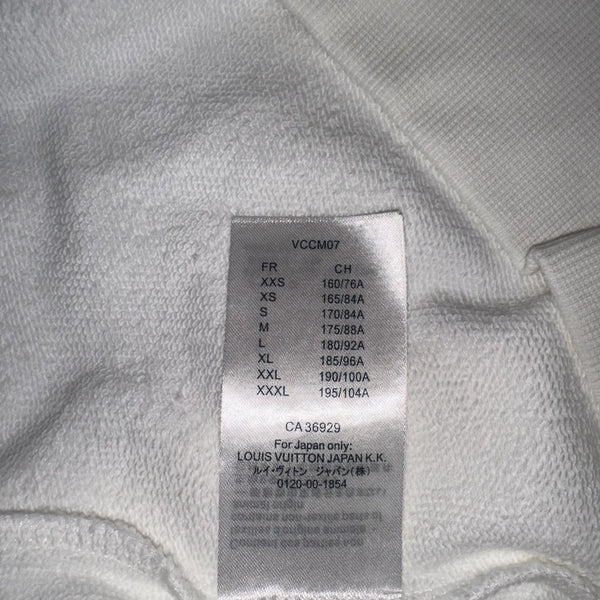 VCCM07
FR CH
XXS 160/76A
XS 165/84A
S 170/84A
M 175/88A
L 180/92A
XL 185/96A
XXL 190/100A
XXXL 195/104A
CA 36929
For Japan only:
LOUIS VUITTON JAPAN K.K.
ルイ・ヴィトン ジャパン(株)
0120-00-1854